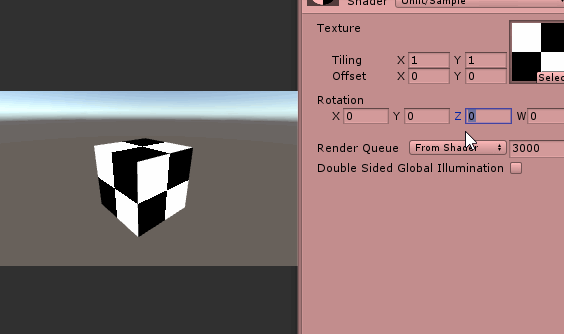 Shader Unlit/Sample
Texture
Tiling X 1 Y 1
Offset X 0 Y 0
Selec
Rotation
X 0 Y 0 Z 0 W 0
Render Queue From Shader 3000
Double Sided Global Illumination